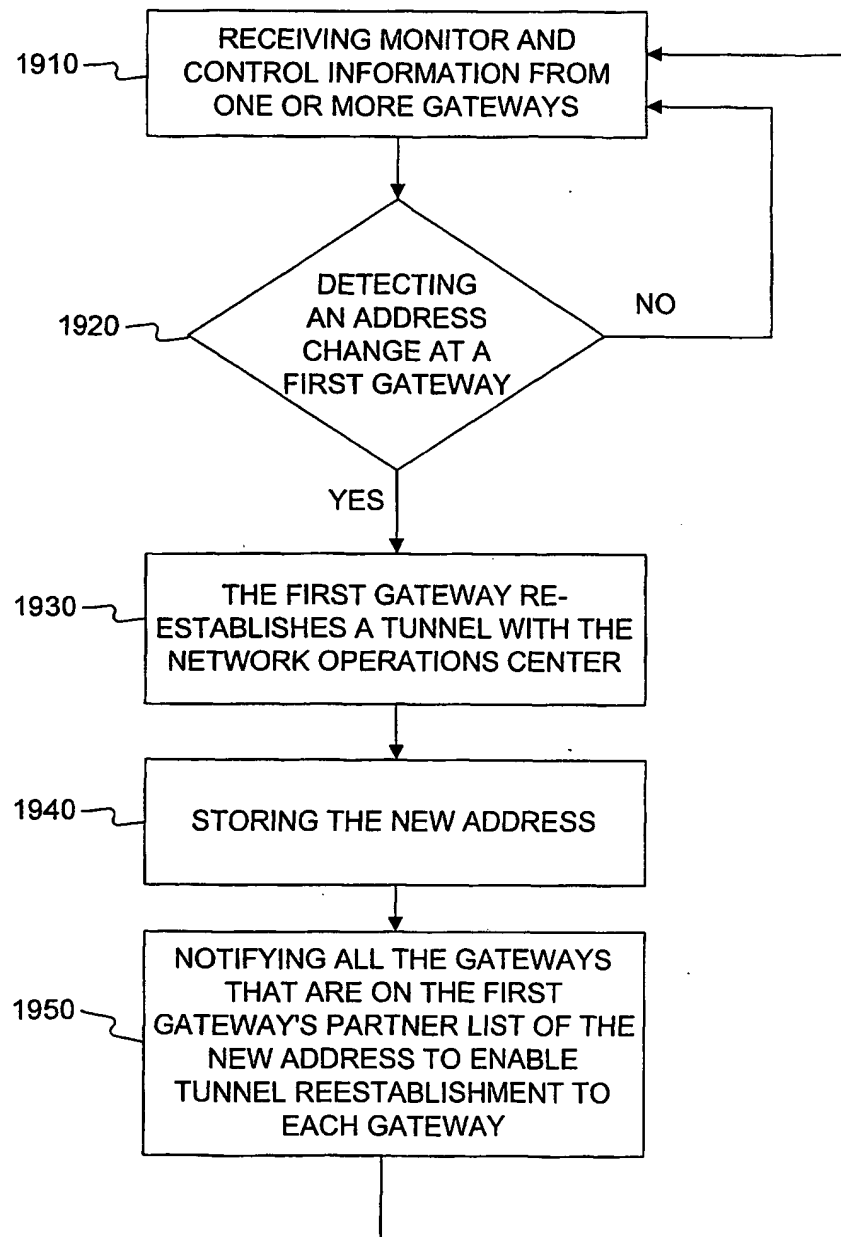 1910
RECEIVING MONITOR AND
CONTROL INFORMATION FROM
ONE OR MORE GATEWAYS
1920
DETECTING
AN ADDRESS
CHANGE AT A
FIRST GATEWAY
NO
YES
1930
THE FIRST GATEWAY RE-
ESTABLISHES A TUNNEL WITH THE
NETWORK OPERATIONS CENTER
1940
STORING THE NEW ADDRESS
1950
NOTIFYING ALL THE GATEWAYS
THAT ARE ON THE FIRST
GATEWAY'S PARTNER LIST OF THE
NEW ADDRESS TO ENABLE
TUNNEL REESTABLISHMENT TO
EACH GATEWAY